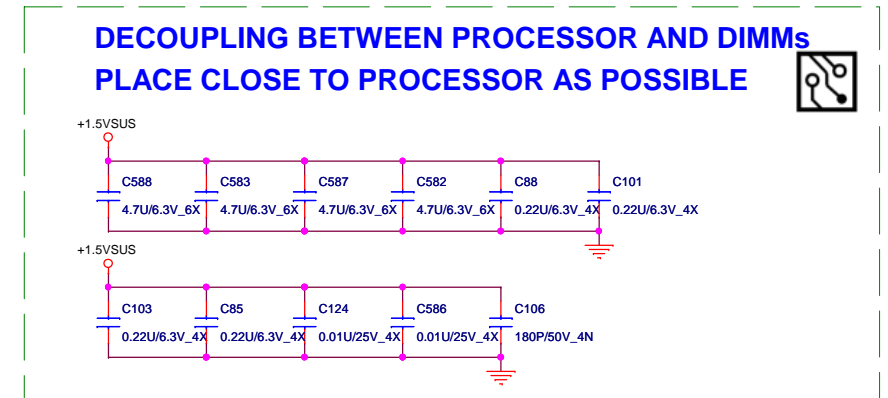 DECOUPLING BETWEEN PROCESSOR AND DIMMs
PLACE CLOSE TO PROCESSOR AS POSSIBLE
+1.5VSUS
C588 C583 C587 C582 C88 C101
4.7U/6.3V_6X 4.7U/6.3V_6X 4.7U/6.3V_6X 4.7U/6.3V_6X 0.22U/6.3V_4X 0.22U/6.3V_4X
+1.5VSUS
C103 C85 C124 C586 C106
0.22U/6.3V_4X 0.22U/6.3V_4X 0.01U/25V_4X 0.01U/25V_4X 180P/50V_4N